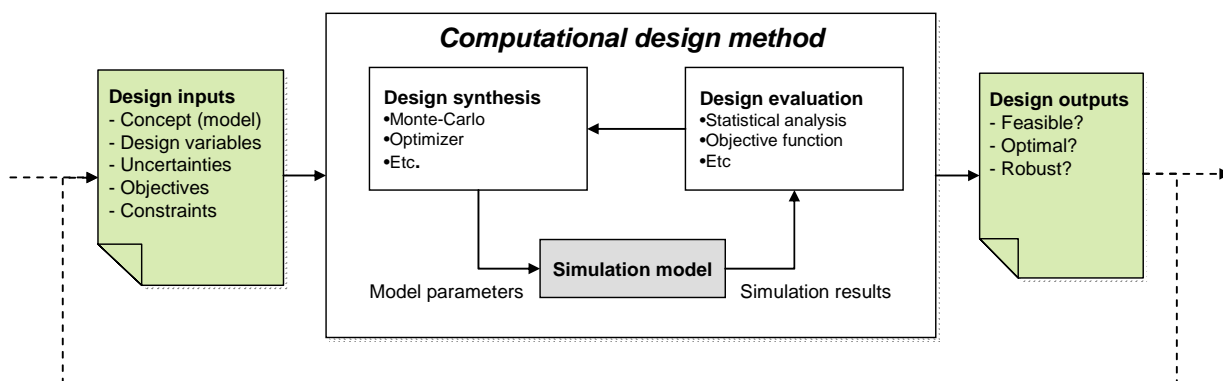 Computational design method
Design inputs
- Concept (model)
- Design variables
- Uncertainties
- Objectives
- Constraints
Design synthesis
•Monte-Carlo
•Optimizer
•Etc.
Design evaluation
•Statistical analysis
•Objective function
•Etc
Simulation model
Model parameters
Simulation results
Design outputs
- Feasible?
- Optimal?
- Robust?